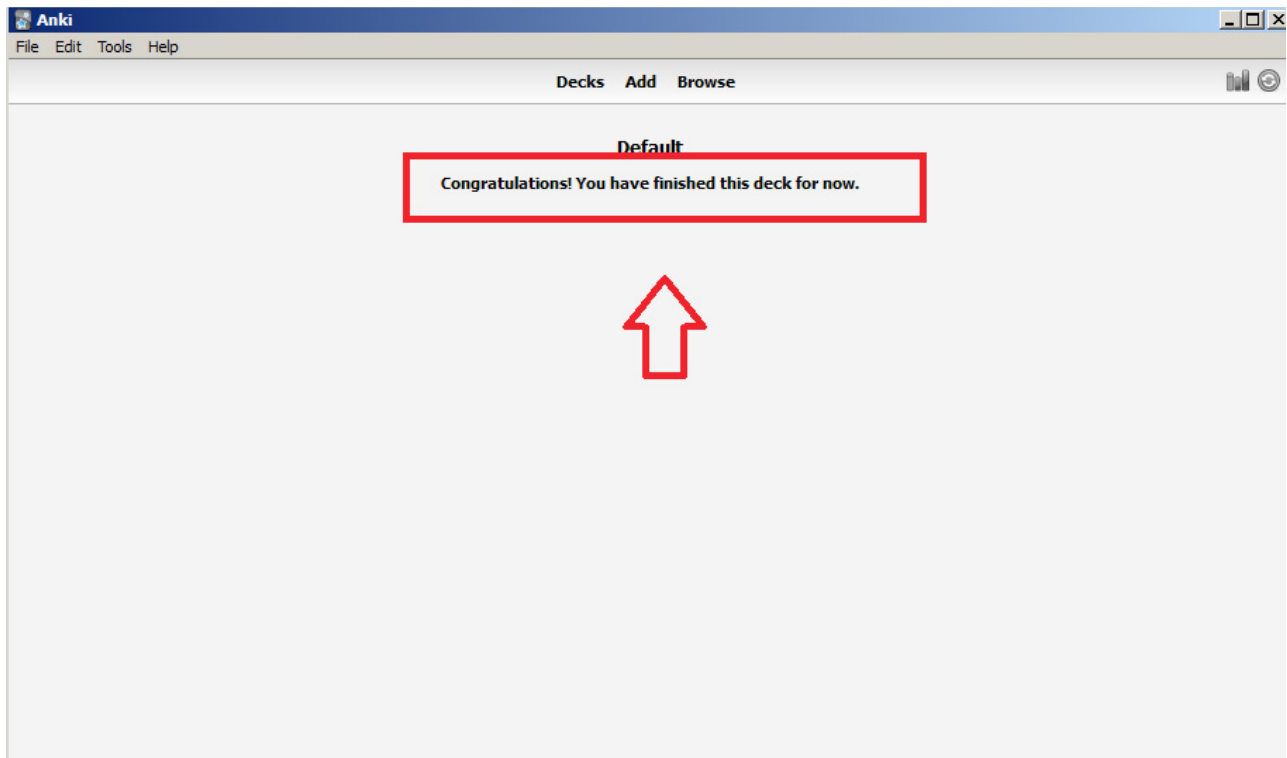 Anki
File Edit Tools Help
Decks Add Browse
Default
Congratulations! You have finished this deck for now.